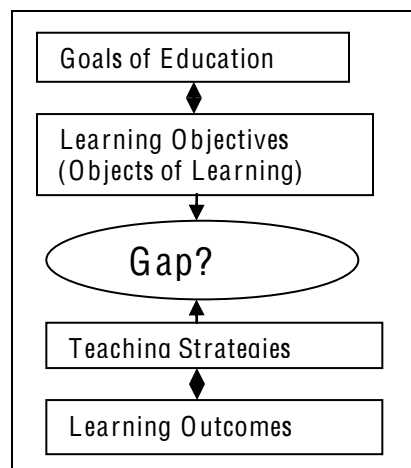 Goals of Education
Learning Objectives
(Objects of Learning)
Gap?
Teaching Strategies
Learning Outcomes